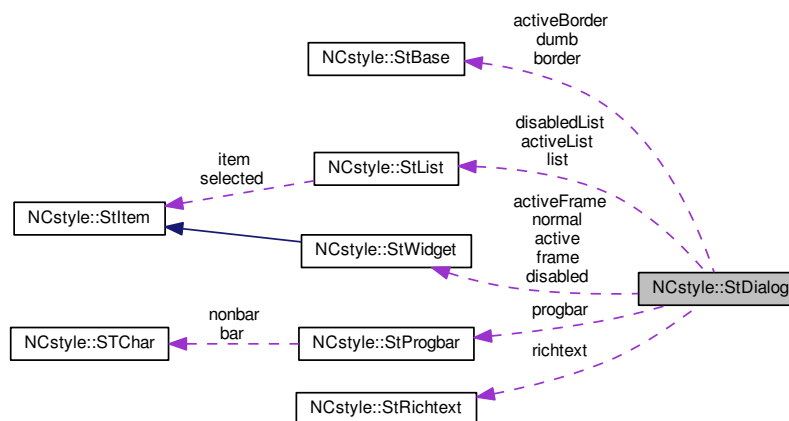 activeBorder
dumb
border
NCstyle::StBase
disabledList
activeList
list
item
selected
NCstyle::StList
activeFrame
normal
active
frame
disabled
NCstyle::StItem
NCstyle::StWidget
NCstyle::StDialog
progbar
nonbar
bar
NCstyle::STChar
NCstyle::StProgbar
richtext
NCstyle::StRichtext